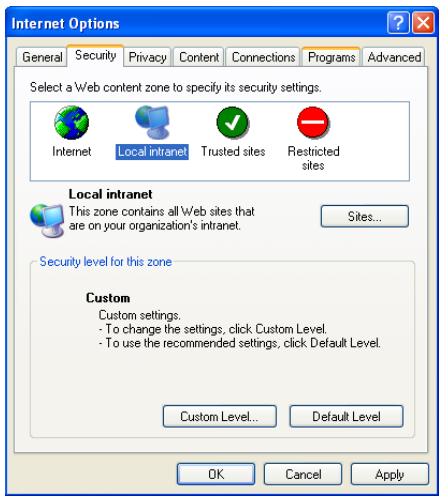 Internet Options
General Security Privacy Content Connections Programs Advanced
Select a Web content zone to specify its security settings.
Internet Local intranet Trusted sites Restricted sites
Local intranet
This zone contains all Web sites that
are on your organization's intranet.
Sites...
Security level for this zone
Custom
Custom settings.
- To change the settings, click Custom Level.
- To use the recommended settings, click Default Level.
Custom Level... Default Level
OK Cancel Apply